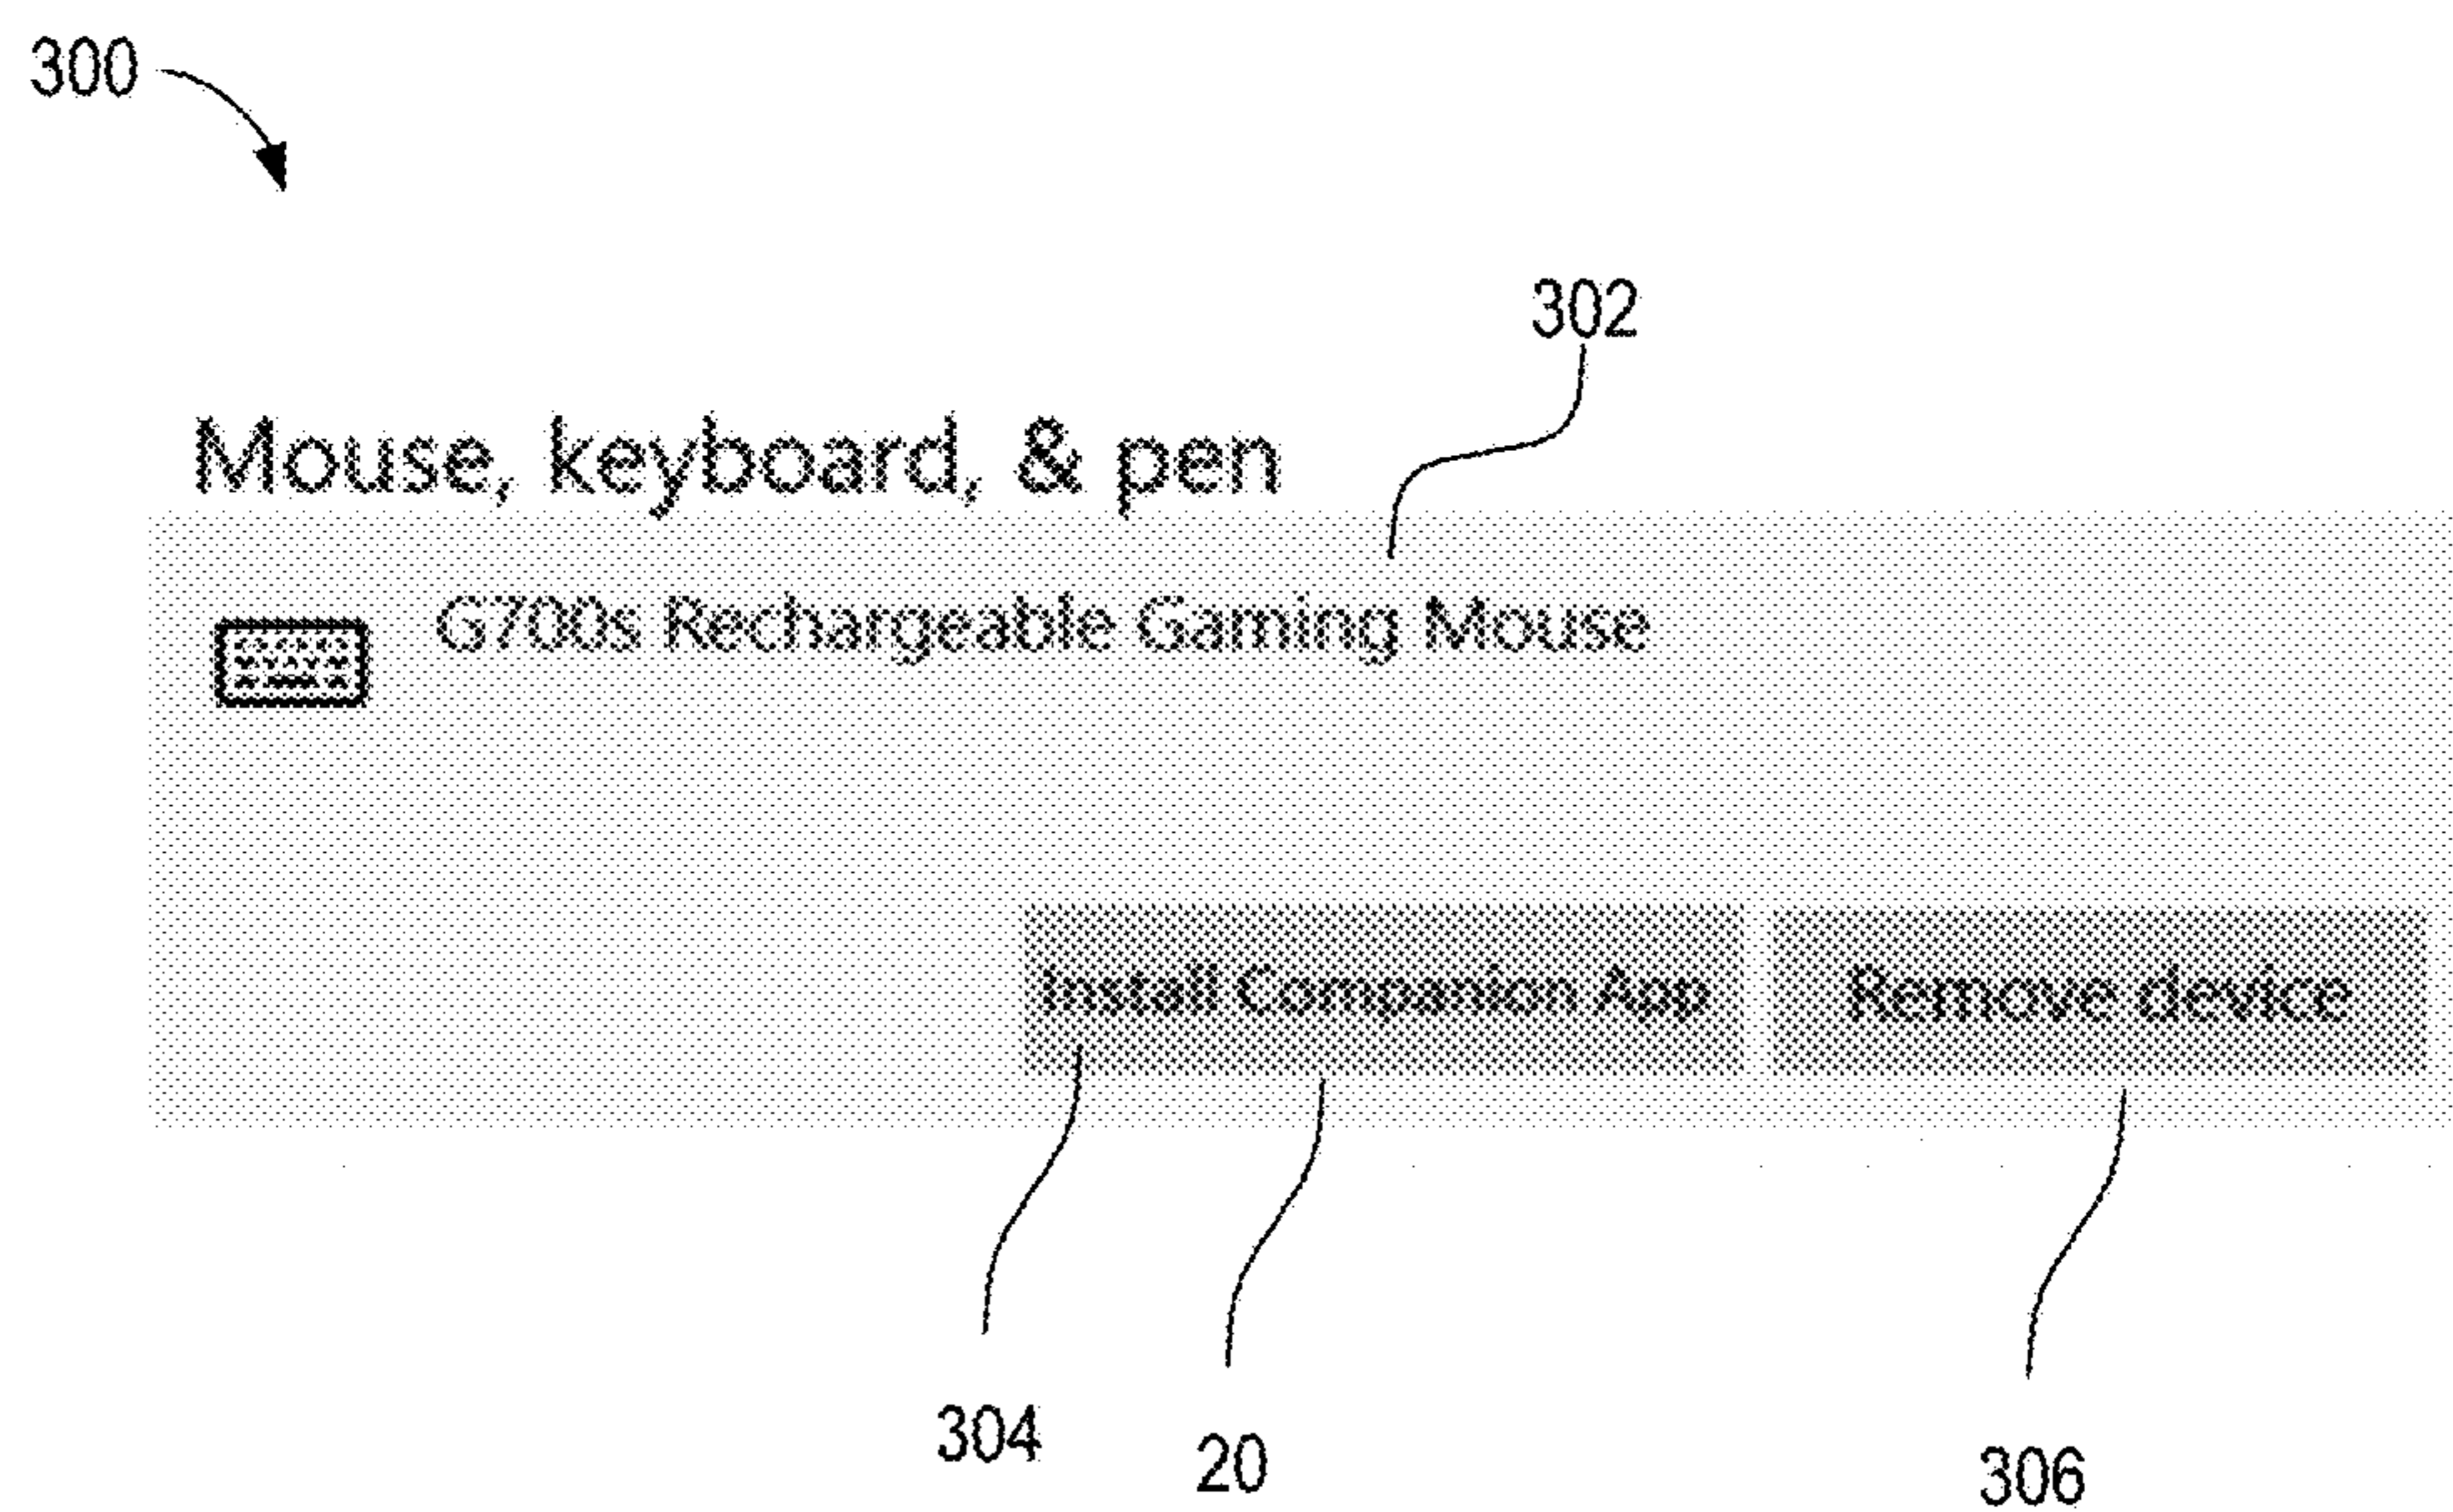 300
302
Mouse, keyboard, & pen
G700s Rechargeable Gaming Mouse
Install Companion App
Remove device
304
20
306